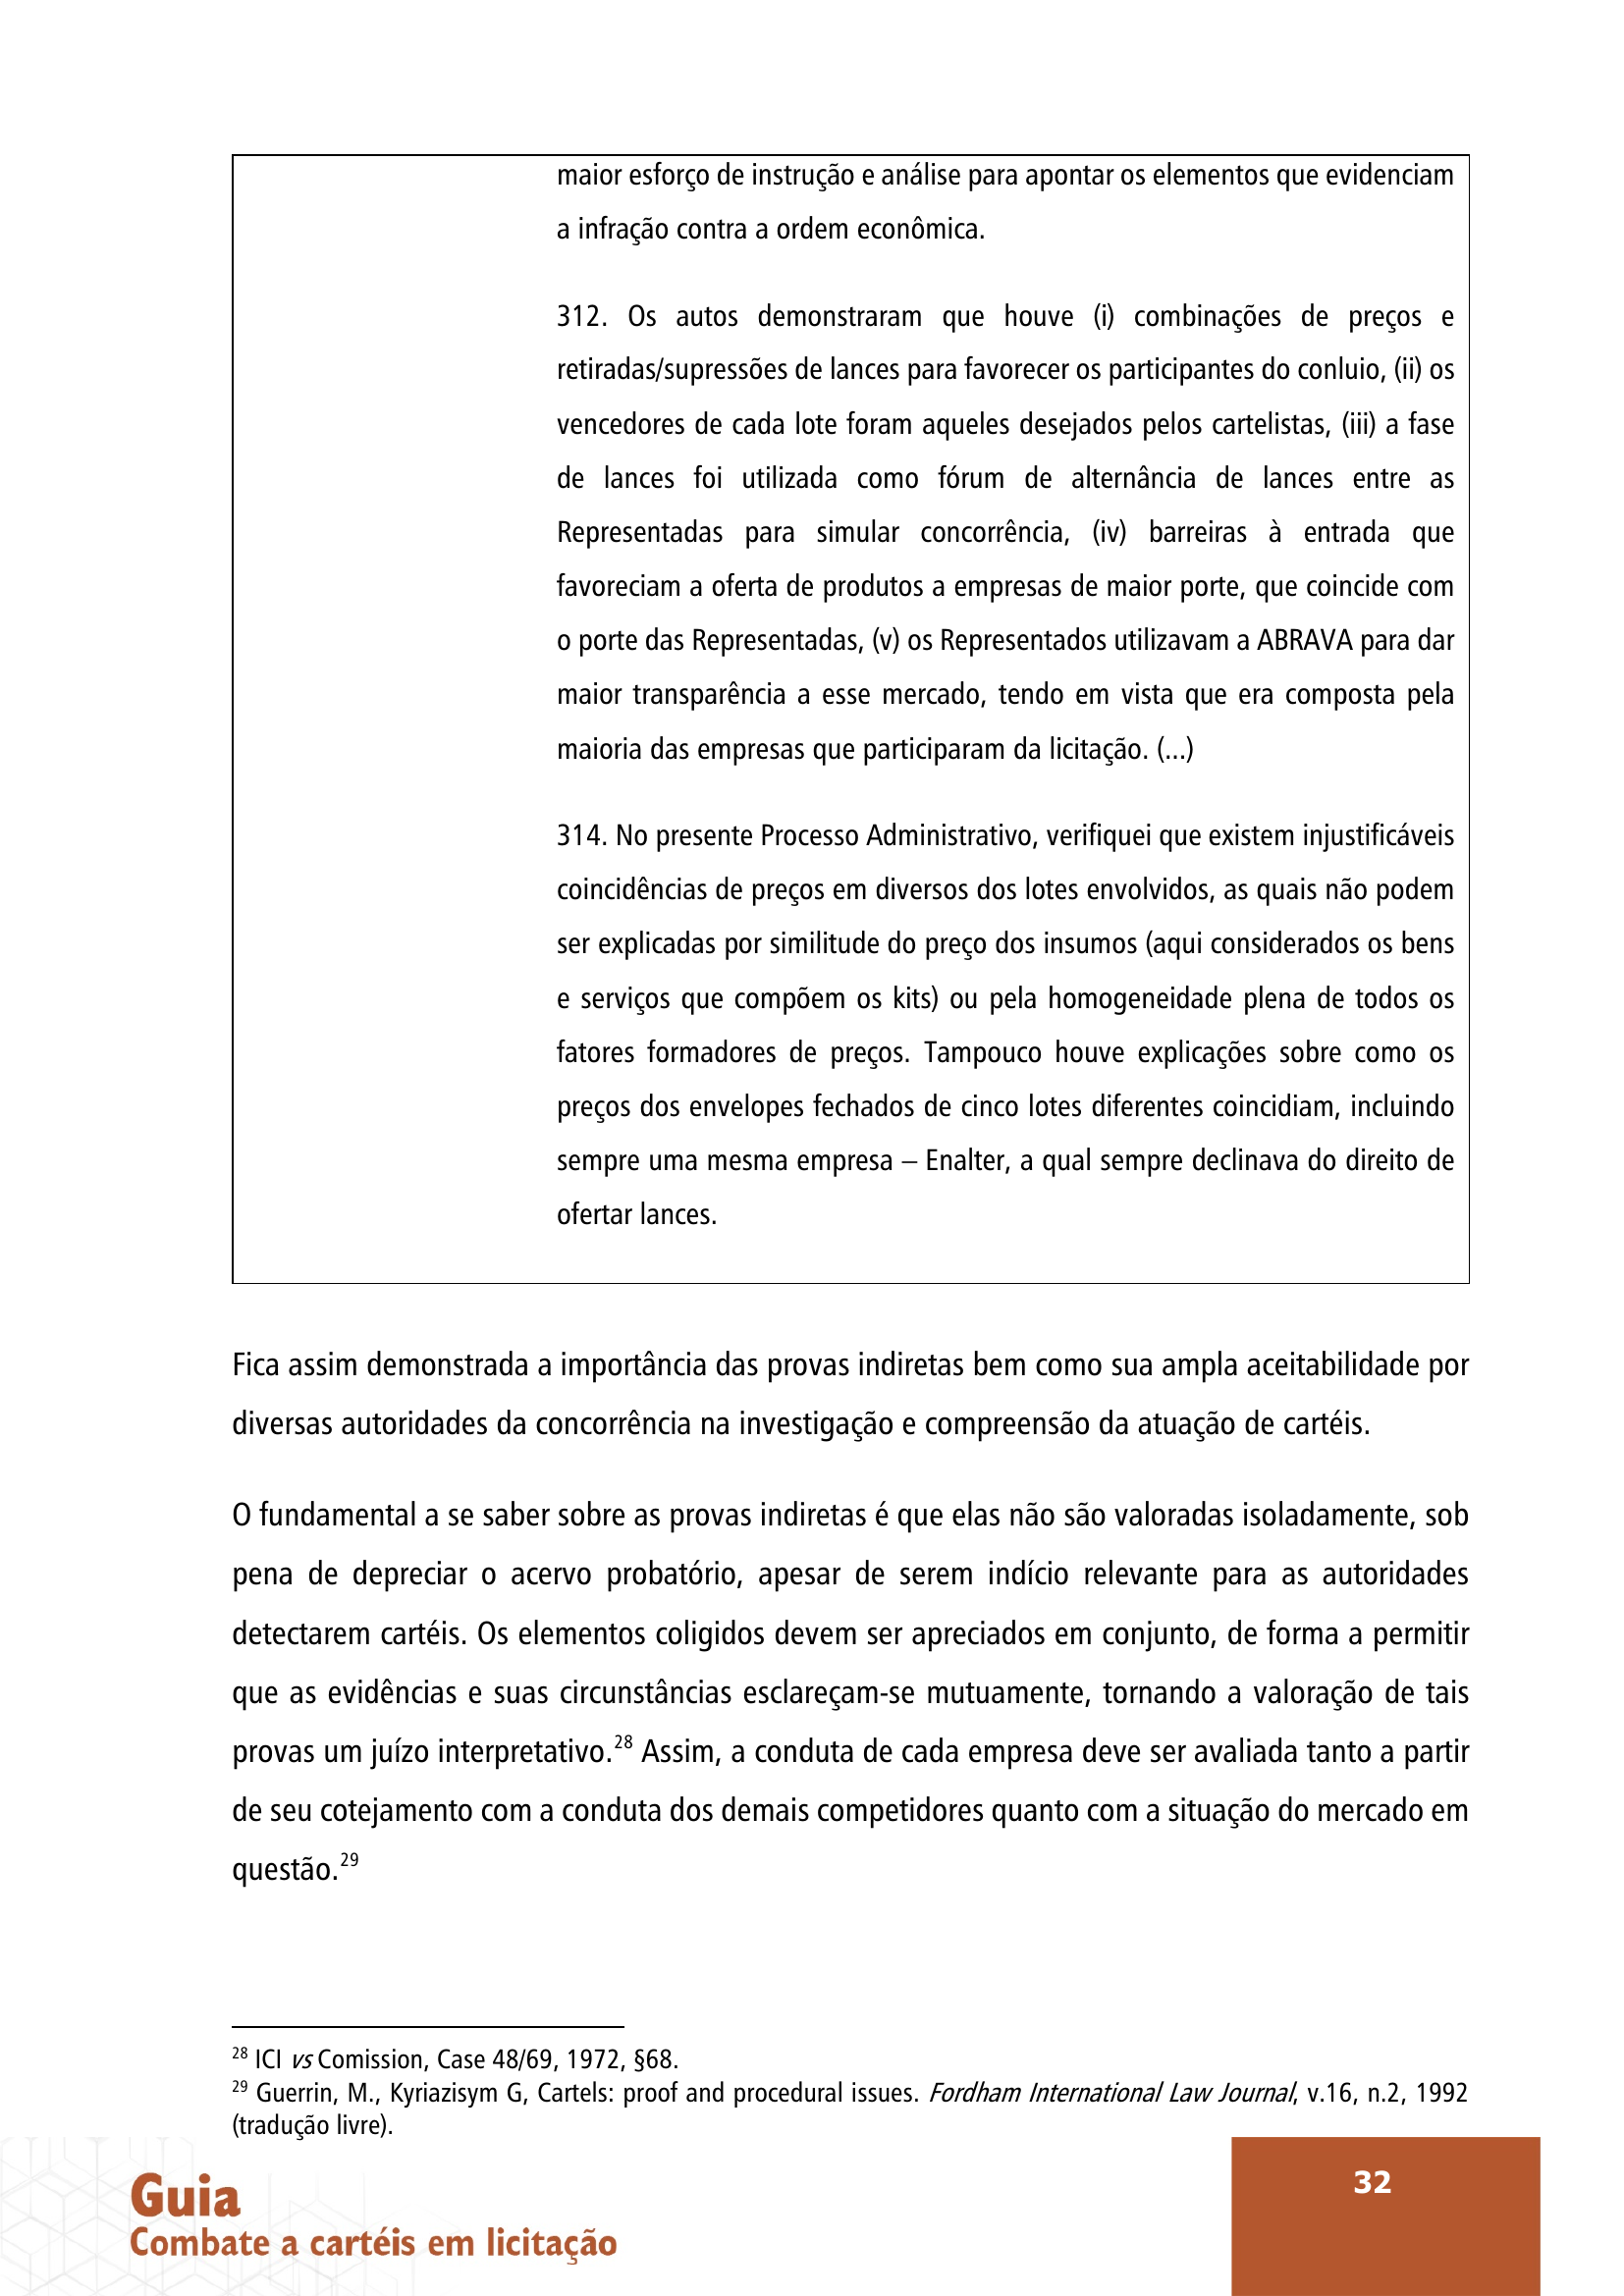 maior esforço de instrução e análise para apontar os elementos que evidenciam
a infração contra a ordem econômica.
312. Os autos demonstraram que houve (i) combinações de preços e
retiradas/supressões de lances para favorecer os participantes do conluio, (ii) os
vencedores de cada lote foram aqueles desejados pelos cartelistas, (iii) a fase
de lances foi utilizada como fórum de alternância de lances entre as
Representadas para simular concorrência, (iv) barreiras à entrada que
favoreciam a oferta de produtos a empresas de maior porte, que coincide com
o porte das Representadas, (v) os Representados utilizavam a ABRAVA para dar
maior transparência a esse mercado, tendo em vista que era composta pela
maioria das empresas que participaram da licitação. (...)
314. No presente Processo Administrativo, verifiquei que existem injustificáveis
coincidências de preços em diversos dos lotes envolvidos, as quais não podem
ser explicadas por similitude do preço dos insumos (aqui considerados os bens
e serviços que compõem os kits) ou pela homogeneidade plena de todos os
fatores formadores de preços. Tampouco houve explicações sobre como os
preços dos envelopes fechados de cinco lotes diferentes coincidiam, incluindo
sempre uma mesma empresa – Enalter, a qual sempre declinava do direito de
ofertar lances.
Fica assim demonstrada a importância das provas indiretas bem como sua ampla aceitabilidade por
diversas autoridades da concorrência na investigação e compreensão da atuação de cartéis.
O fundamental a se saber sobre as provas indiretas é que elas não são valoradas isoladamente, sob
pena de depreciar o acervo probatório, apesar de serem indício relevante para as autoridades
detectarem cartéis. Os elementos coligidos devem ser apreciados em conjunto, de forma a permitir
que as evidências e suas circunstâncias esclareçam-se mutuamente, tornando a valoração de tais
provas um juízo interpretativo.28 Assim, a conduta de cada empresa deve ser avaliada tanto a partir
de seu cotejamento com a conduta dos demais competidores quanto com a situação do mercado em
questão.29
28 ICI vs Comission, Case 48/69, 1972, §68.
29 Guerrin, M., Kyriazisym G, Cartels: proof and procedural issues. Fordham International Law Journal, v.16, n.2, 1992
(tradução livre).
Guia
Combate a cartéis em licitação
32